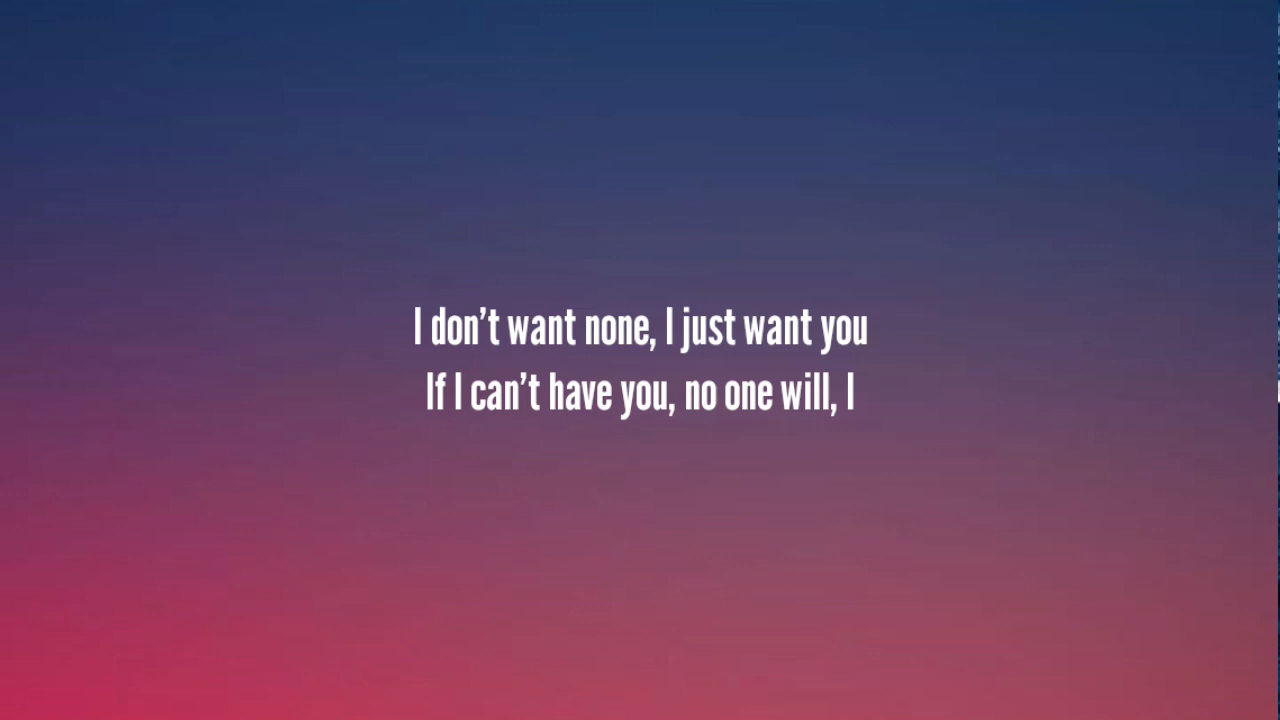 I don’t want none, I just want you
If I can’t have you, no one will, I